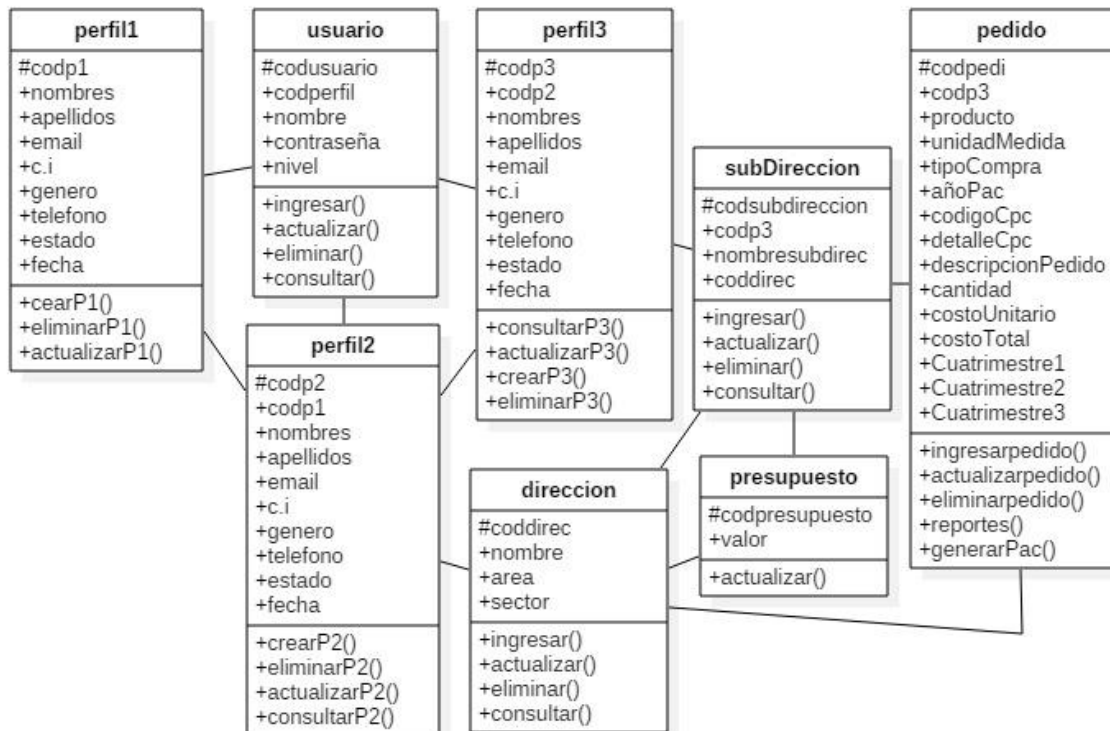 perfil1
#codp1
+nombres
+apellidos
+email
+c.i
+genero
+telefono
+estado
+fecha
+cearP1()
+eliminarP1()
+actualizarP1()
usuario
#codusuario
+codperfil
+nombre
+contraseña
+nivel
+ingresar()
+actualizar()
+eliminar()
+consultar()
perfil3
#codp3
+codp2
+nombres
+apellidos
+email
+c.i
+genero
+telefono
+estado
+fecha
+consultarP3()
+actualizarP3()
+crearP3()
+eliminarP3()
subDireccion
#codsubdireccion
+codp3
+nombresubdirec
+coddirec
+ingresar()
+actualizar()
+eliminar()
+consultar()
pedido
#codpedi
+codp3
+producto
+unidadMedida
+tipoCompra
+añoPac
+codigoCpc
+detalleCpc
+descripcionPedido
+cantidad
+costoUnitario
+costoTotal
+Cuatrimestre1
+Cuatrimestre2
+Cuatrimestre3
+ingresarpedido()
+actualizarpedido()
+eliminarpedido()
+reportes()
+generarPac()
perfil2
#codp2
+codp1
+nombres
+apellidos
+email
+c.i
+genero
+telefono
+estado
+fecha
+crearP2()
+eliminarP2()
+actualizarP2()
+consultarP2()
direccion
#coddirec
+nombre
+area
+sector
+ingresar()
+actualizar()
+eliminar()
+consultar()
presupuesto
#codpresupuesto
+valor
+actualizar()